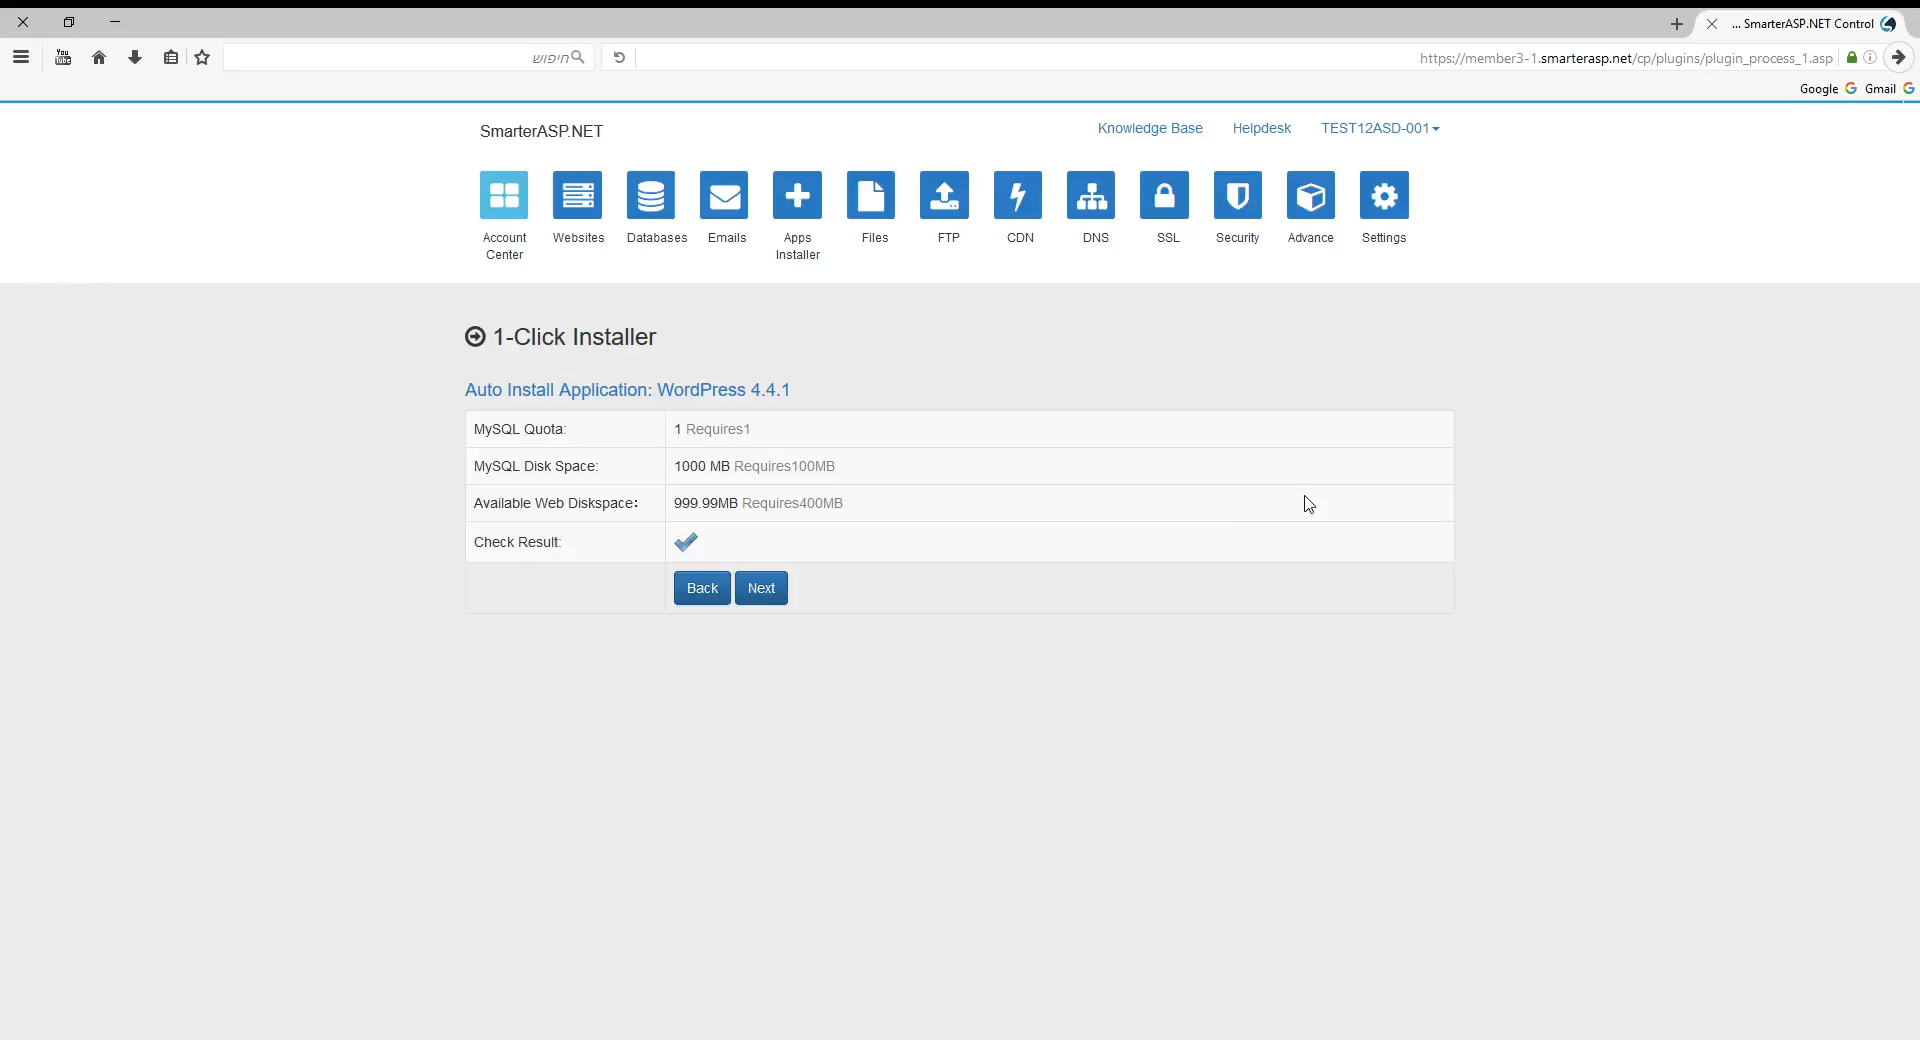 ... SmarterASP.NET Control
You
Tube
חיפוש
https://member3-1.smarterasp.net/cp/plugins/plugin_process_1.asp
Google
Gmail
SmarterASP.NET
Knowledge Base
Helpdesk
TEST12ASD-001
Account Center
Websites
Databases
Emails
Apps Installer
Files
FTP
CDN
DNS
SSL
Security
Advance
Settings
1-Click Installer
Auto Install Application: WordPress 4.4.1
MySQL Quota: 1 Requires1
MySQL Disk Space: 1000 MB Requires100MB
Available Web Diskspace: 999.99MB Requires400MB
Check Result:
Back Next